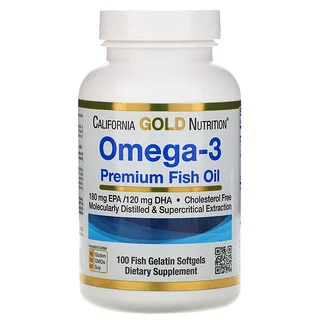 CALIFORNIA GOLD NUTRITION®
Omega-3
Premium Fish Oil
180 mg EPA /120 mg DHA • Cholesterol Free
Molecularly Distilled & Supercritical Extraction
Gluten
GMOs
Soy
100 Fish Gelatin Softgels
Dietary Supplement